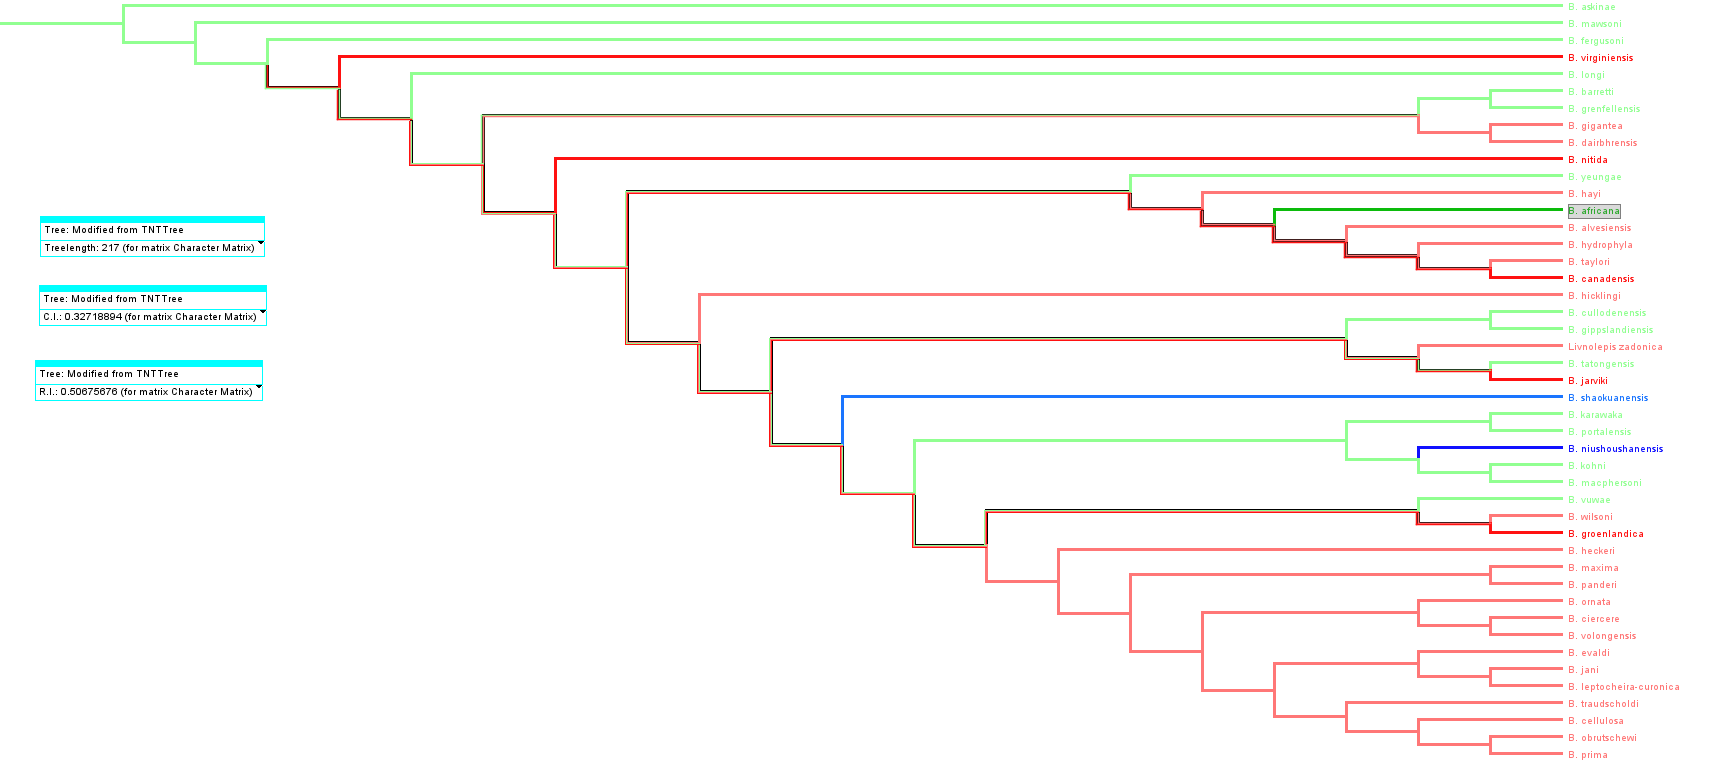 B. askinae
B. mawsoni
B. fergusoni
B. virginiensis
B. longi
B. barretti
B. grenfellensis
B. gigantea
B. dairbhrensis
B. nitida
B. yeungae
B. hayi
B. africana
B. alvesiensis
B. hydrophyla
B. taylori
B. canadensis
B. hicklingi
B. cullodenensis
B. gippslandiensis
Livnolepis zadonica
B. tatongensis
B. jarviki
B. shaokuanensis
B. karawaka
B. portalensis
B. niushoushanensis
B. kohni
B. macphersoni
B. vuwae
B. wilsoni
B. groenlandica
B. heckeri
B. maxima
B. panderi
B. ornata
B. ciercere
B. volongensis
B. evaldi
B. jani
B. leptocheira-curonica
B. traudscholdi
B. cellulosa
B. obrutschewi
B. prima
Tree: Modified from TNTTree
Treelength: 217 (for matrix Character Matrix)
Tree: Modified from TNTTree
C.I.: 0.32718894 (for matrix Character Matrix)
Tree: Modified from TNTTree
R.I.: 0.50675676 (for matrix Character Matrix)